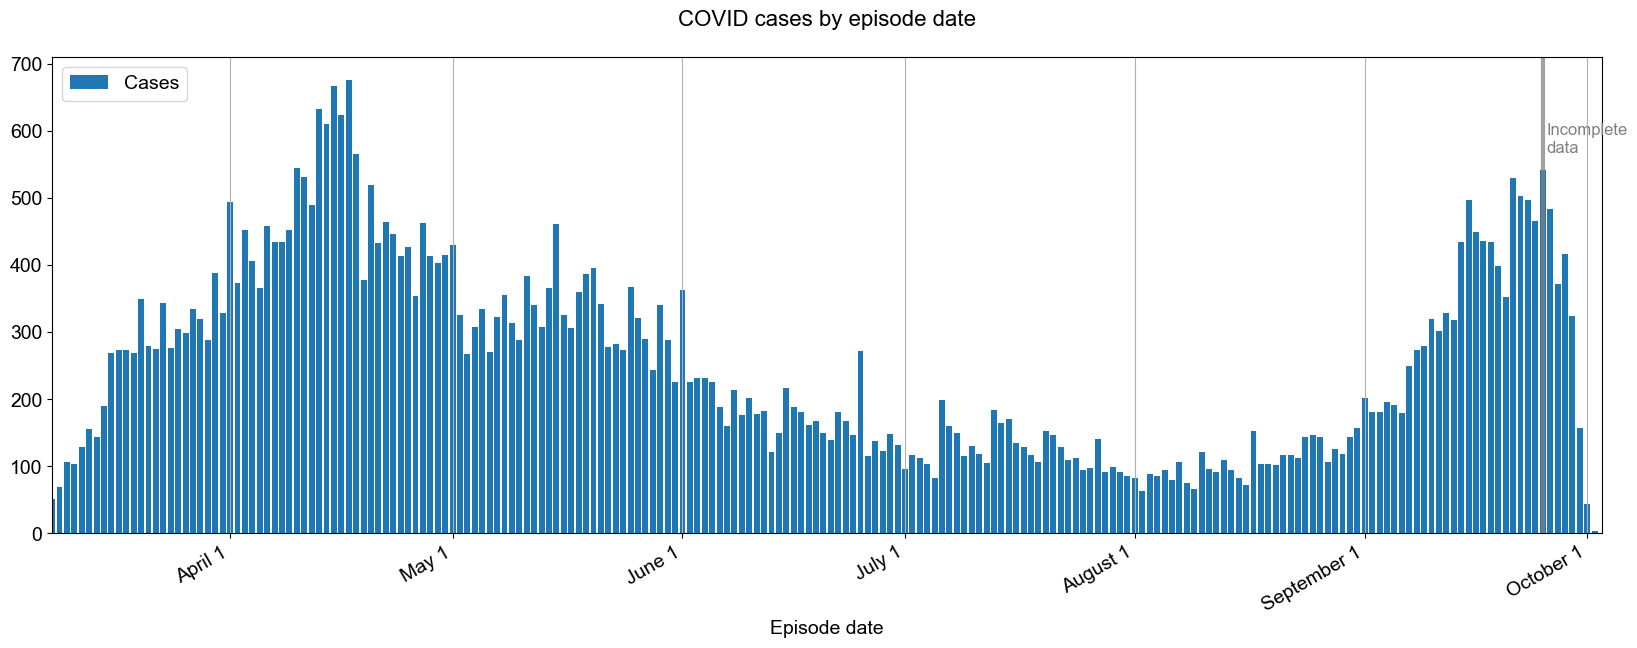 COVID cases by episode date
Cases
700
600
500
400
300
200
100
0
Incomplete
data
April 1
May 1
June 1
July 1
August 1
September 1
October 1
Episode date